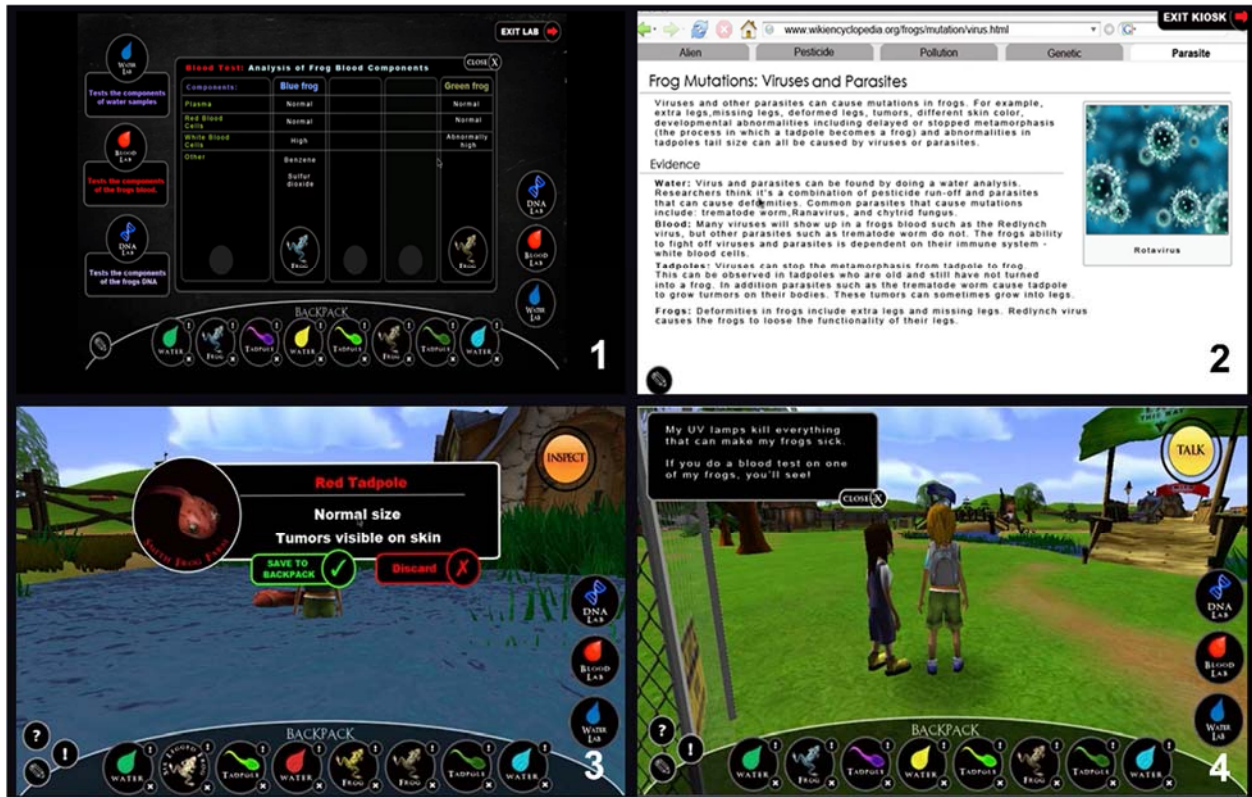 EXIT LAB
CLOSE X
WATER LAB
Tests the components
of water samples
BLOOD LAB
Tests the components
of the frogs blood.
DNA LAB
Tests the components
of the frogs DNA
Blood Test: Analysis of Frog Blood Components
Components: Blue frog Green frog
Plasma Normal Normal
Red Blood Cells Normal Normal
White Blood Cells High Abnormally high
Other Benzene
Sulfur dioxide
FROG FROG
DNA LAB
BLOOD LAB
WATER LAB
BACKPACK
WATER FROG TADPOLE WATER TADPOLE FROG TADPOLE WATER
1
EXIT KIOSK
www.wikiencyclopedia.org/frogs/mutation/virus.html
Alien Pesticide Pollution Genetic Parasite
Frog Mutations: Viruses and Parasites
Viruses and other parasites can cause mutations in frogs. For example,
extra legs,missing legs, deformed legs, tumors, different skin color,
developmental abnormalities including delayed or stopped metamorphasis
(the process in which a tadpole becomes a frog) and abnormalities in
tadpoles tail size can all be caused by viruses or parasites.
Evidence
Water: Virus and parasites can be found by doing a water analysis.
Researchers think it's a combination of pesticide run-off and parasites
that can cause deformities. Common parasites that cause mutations
include: trematode worm,Ranavirus, and chytrid fungus.
Blood: Many viruses will show up in a frogs blood such as the Redlynch
virus, but other parasites such as trematode worm do not. The frogs ability
to fight off viruses and parasites is dependent on their immune system -
white blood cells.
Tadpoles: Viruses can stop the metamorphasis from tadpole to frog.
This can be observed in tadpoles who are old and still have not turned
into a frog. In addition parasites such as the trematode worm cause tadpole
to grow turmors on their bodies. These tumors can sometimes grow into legs.
Frogs: Deformities in frogs include extra legs and missing legs. Redlynch virus
causes the frogs to loose the functionality of their legs.
Rotavirus
2
INSPECT
Red Tadpole
Normal size
Tumors visible on skin
SAVE TO
BACKPACK
Discard
DNA LAB
BLOOD LAB
WATER LAB
BACKPACK
WATER TADPOLE WATER FROG FROG TADPOLE WATER
3
My UV lamps kill everything
that can make my frogs sick.
If you do a blood test on one
of my frogs, you'll see!
CLOSE X
TALK
DNA LAB
BLOOD LAB
WATER LAB
BACKPACK
WATER FROG TADPOLE WATER TADPOLE FROG TADPOLE WATER
4